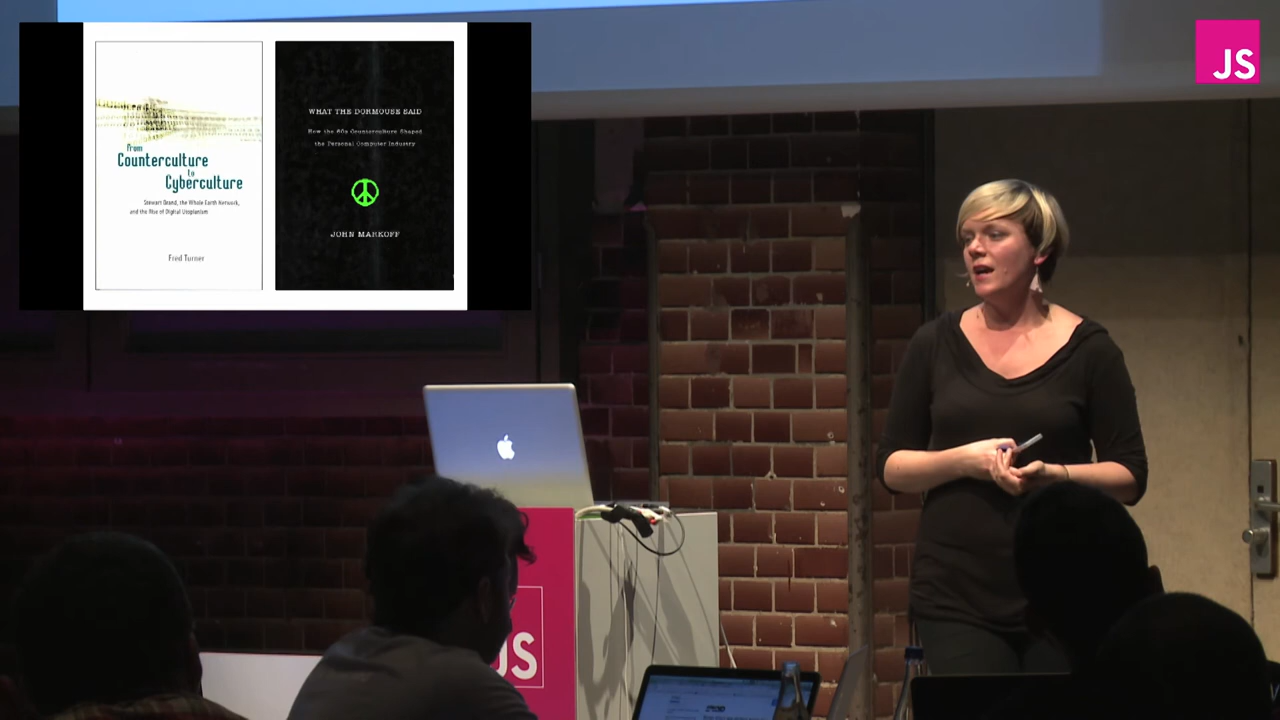 from
Counterculture
to
Cyberculture
Stewart Brand, the Whole Earth Network,
and the Rise of Digital Utopianism
Fred Turner
WHAT THE DORMOUSE SAID
How the 60s Counterculture Shaped
the Personal Computer Industry
JOHN MARKOFF
JS
JS